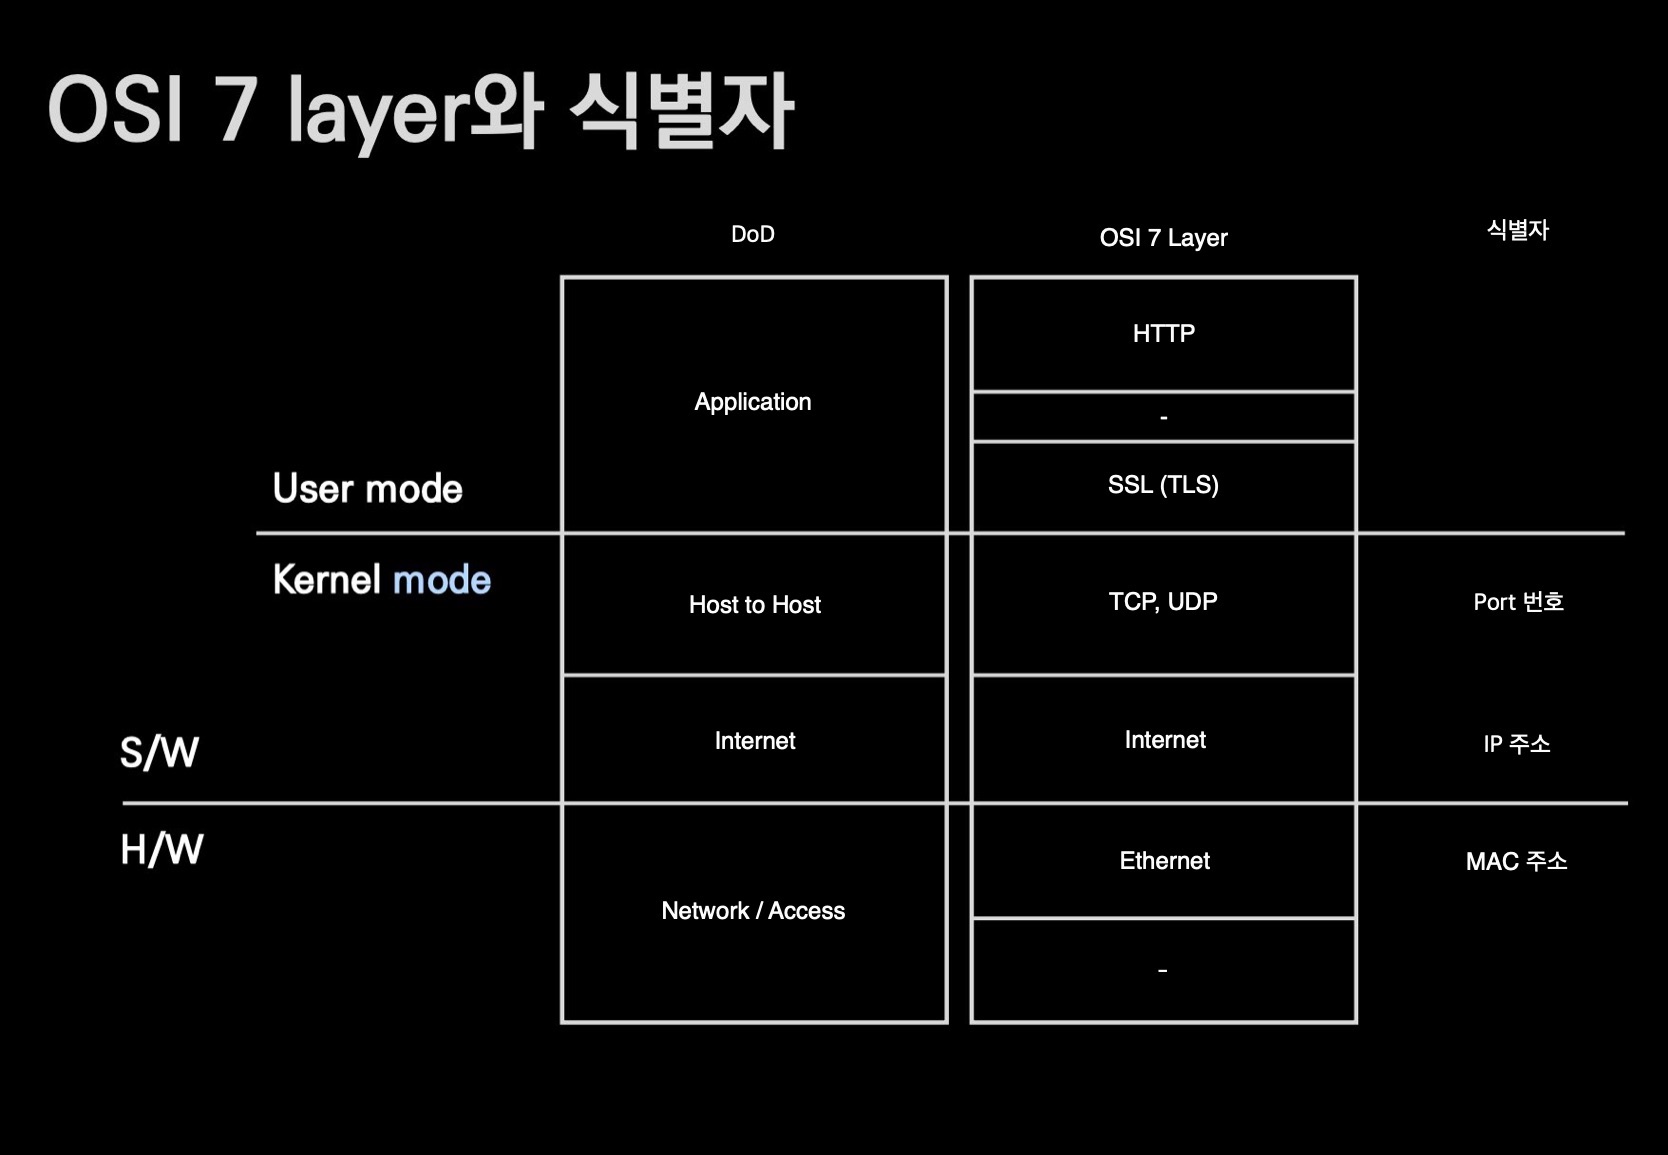 OSI 7 layer와 식별자
DoD
OSI 7 Layer
식별자
Application
HTTP
-
SSL (TLS)
User mode
Kernel mode
Host to Host
TCP, UDP
Port 번호
S/W
Internet
Internet
IP 주소
H/W
Network / Access
Ethernet
MAC 주소
-